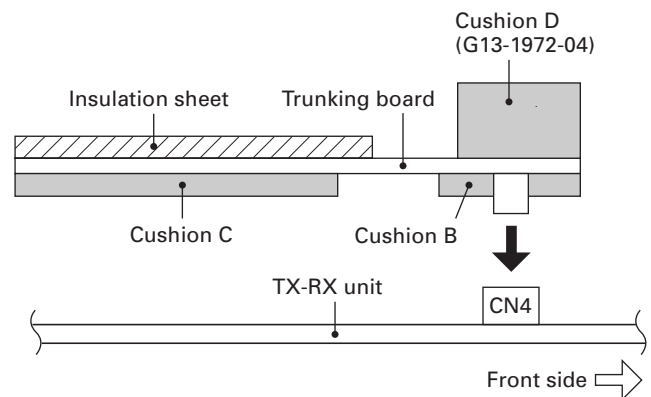 Cushion D
(G13-1972-04)
Insulation sheet
Trunking board
Cushion C
Cushion B
TX-RX unit
CN4
Front side